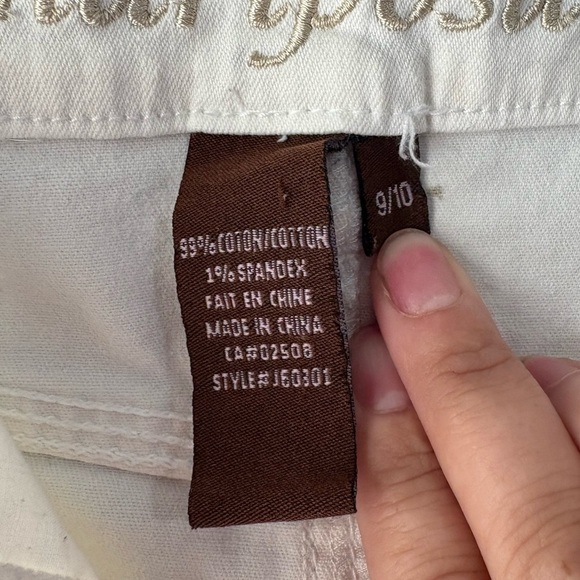 99% COTON/COTTON
1% SPANDEX
FAIT EN CHINE
MADE IN CHINA
CA#02508
STYLE#J60301
9/10